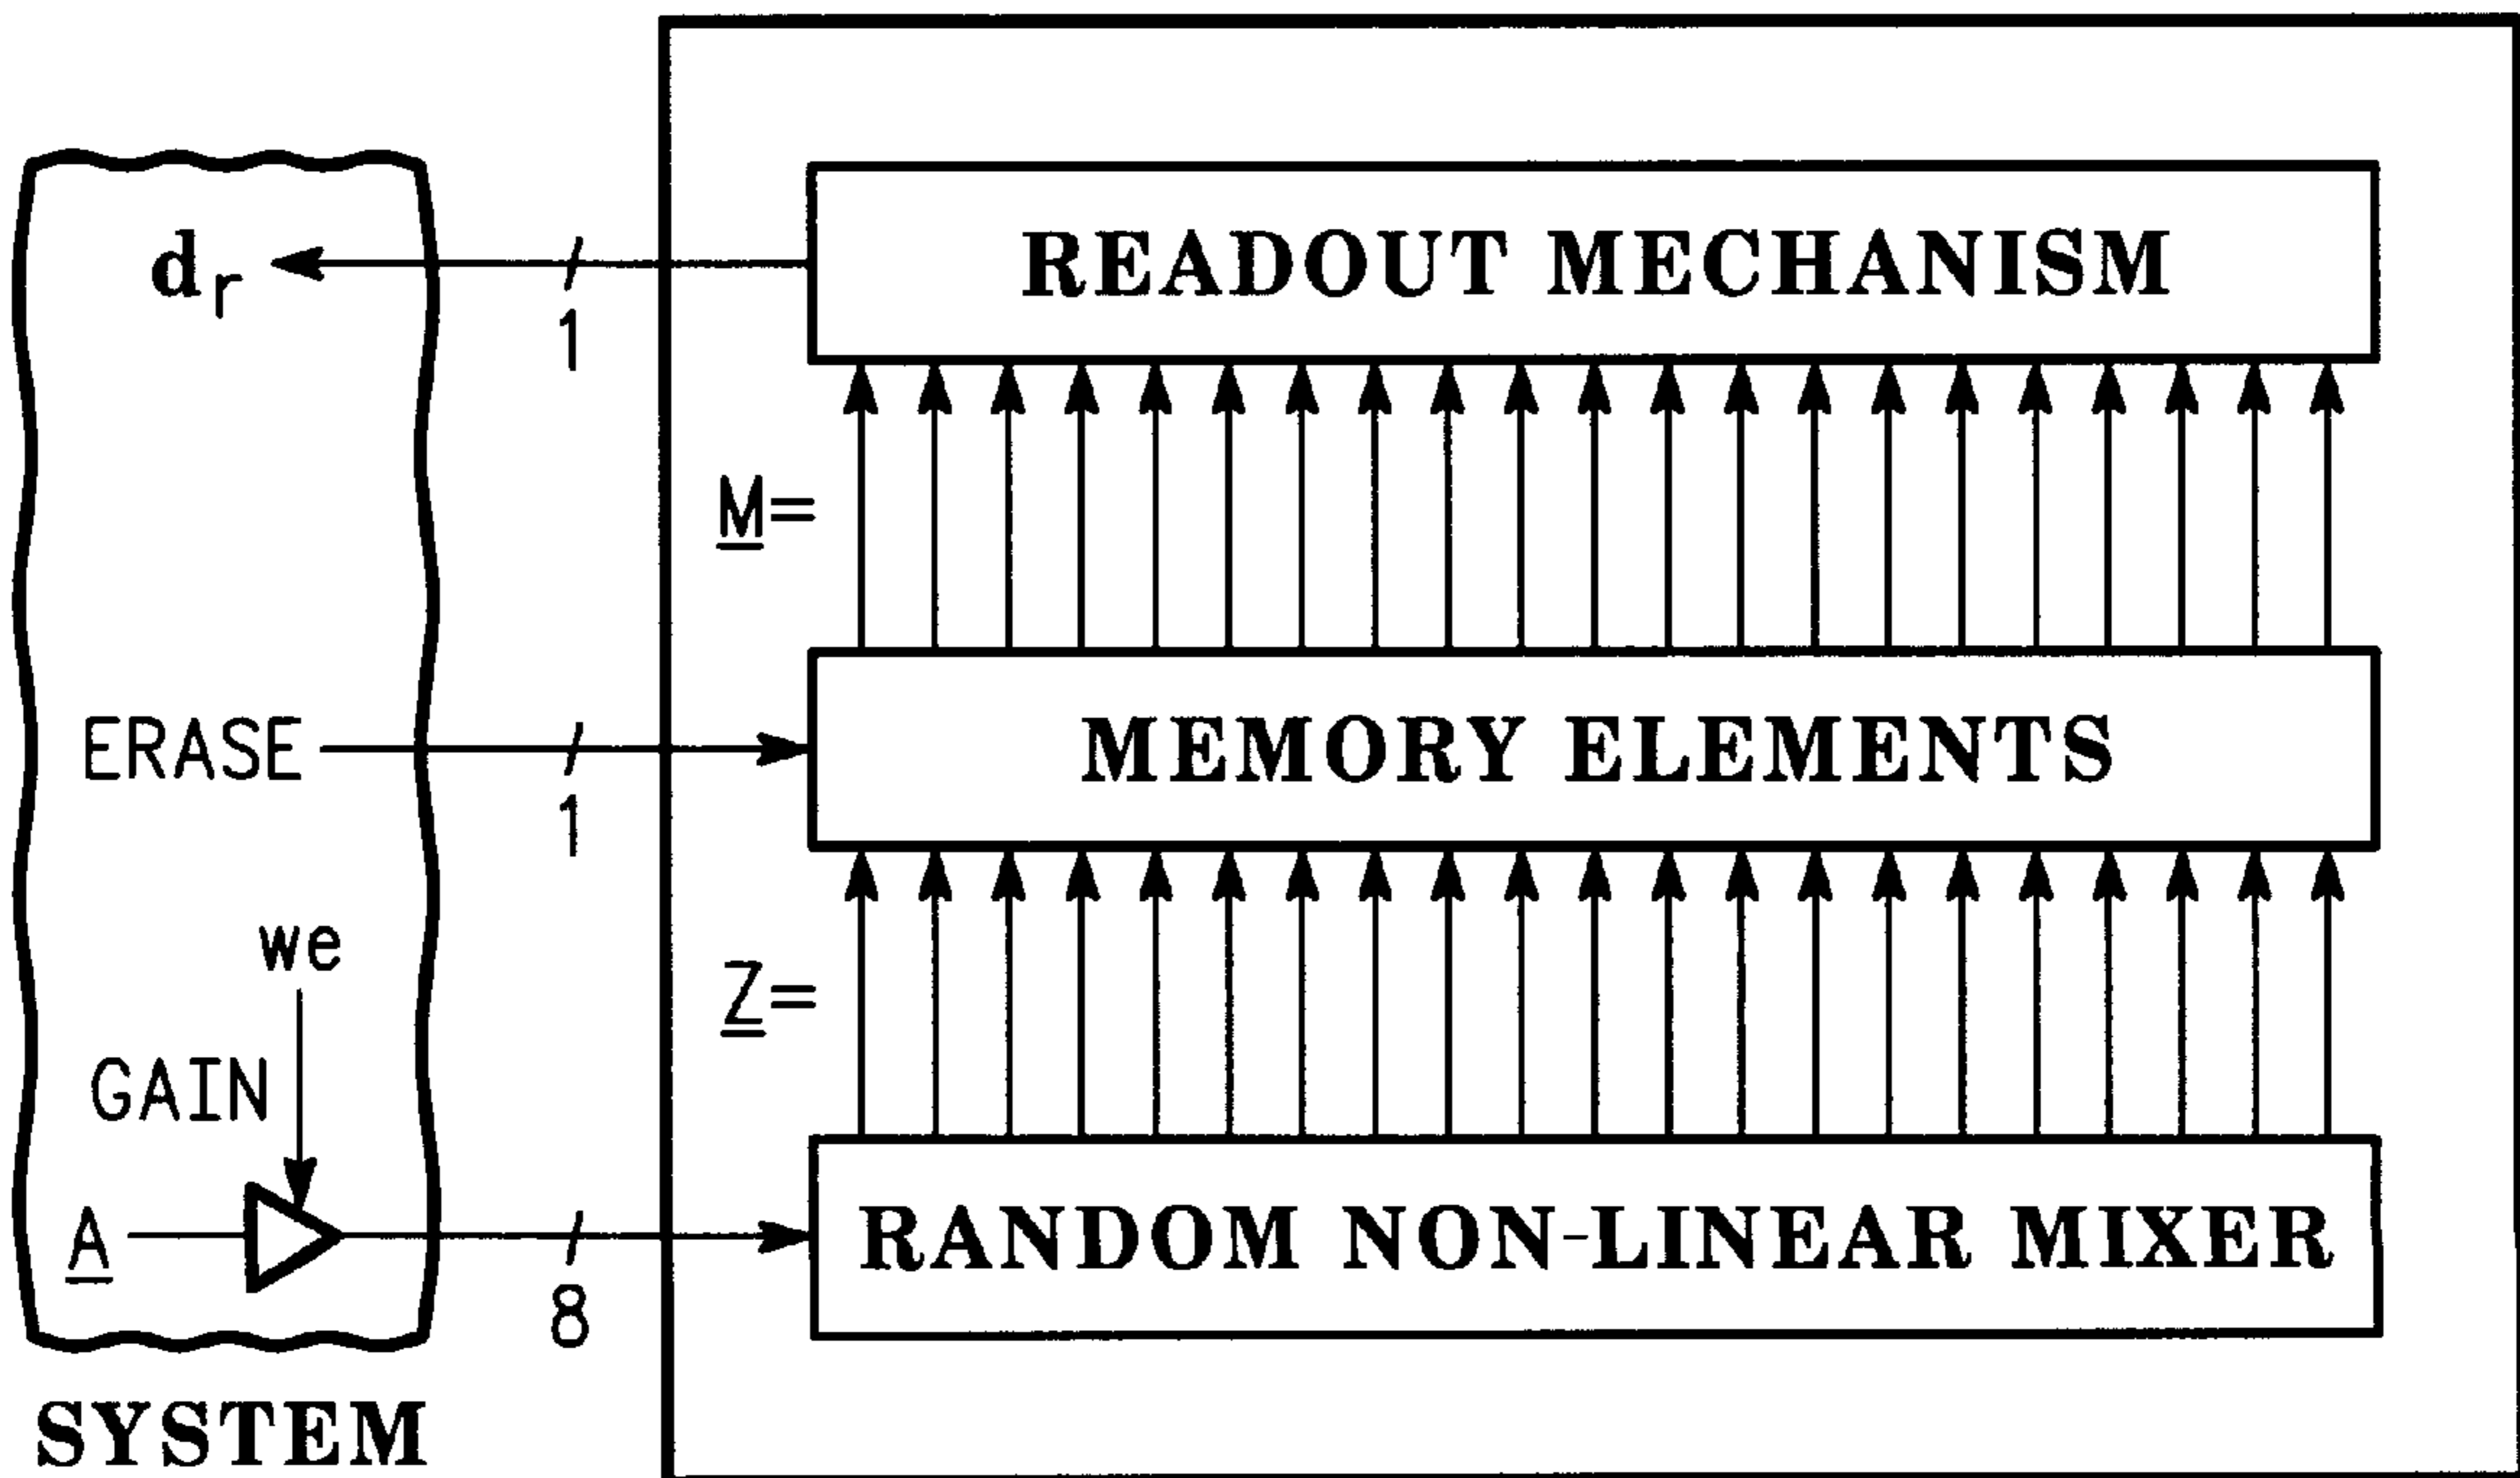 READOUT MECHANISM
dr
1
M=
MEMORY ELEMENTS
ERASE
1
we
Z=
GAIN
A
RANDOM NON-LINEAR MIXER
8
SYSTEM